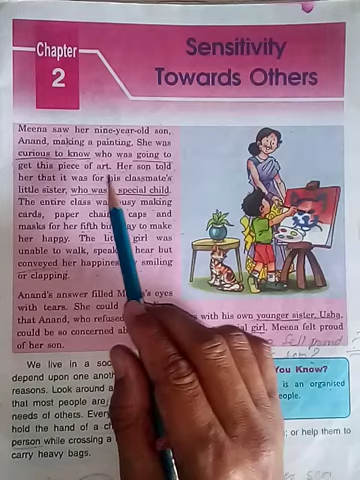 Chapter
2
Sensitivity
Towards Others
Meena saw her nine-year-old son,
Anand, making a painting. She was
curious to know who was going to
get this piece of art. Her son told
her that it was for his classmate's
little sister, who was a special child.
The entire class was busy making
cards, paper chains, caps and
masks for her fifth birthday to make
her happy. The little girl was
unable to walk, speak, hear but
conveyed her happiness by smiling
or clapping.
Anand's answer filled Meena's eyes
with tears. She could
that Anand, who refused
with his own younger sister, Usha,
could be so concerned
girl. Meena felt proud
of her son.
felt proud
son?
We live in a
depend upon one
reasons. Look around
that most people are
needs of others.
hold the hand of a
person while crossing a
or help them to
carry heavy bags.
You Know?
is an organised